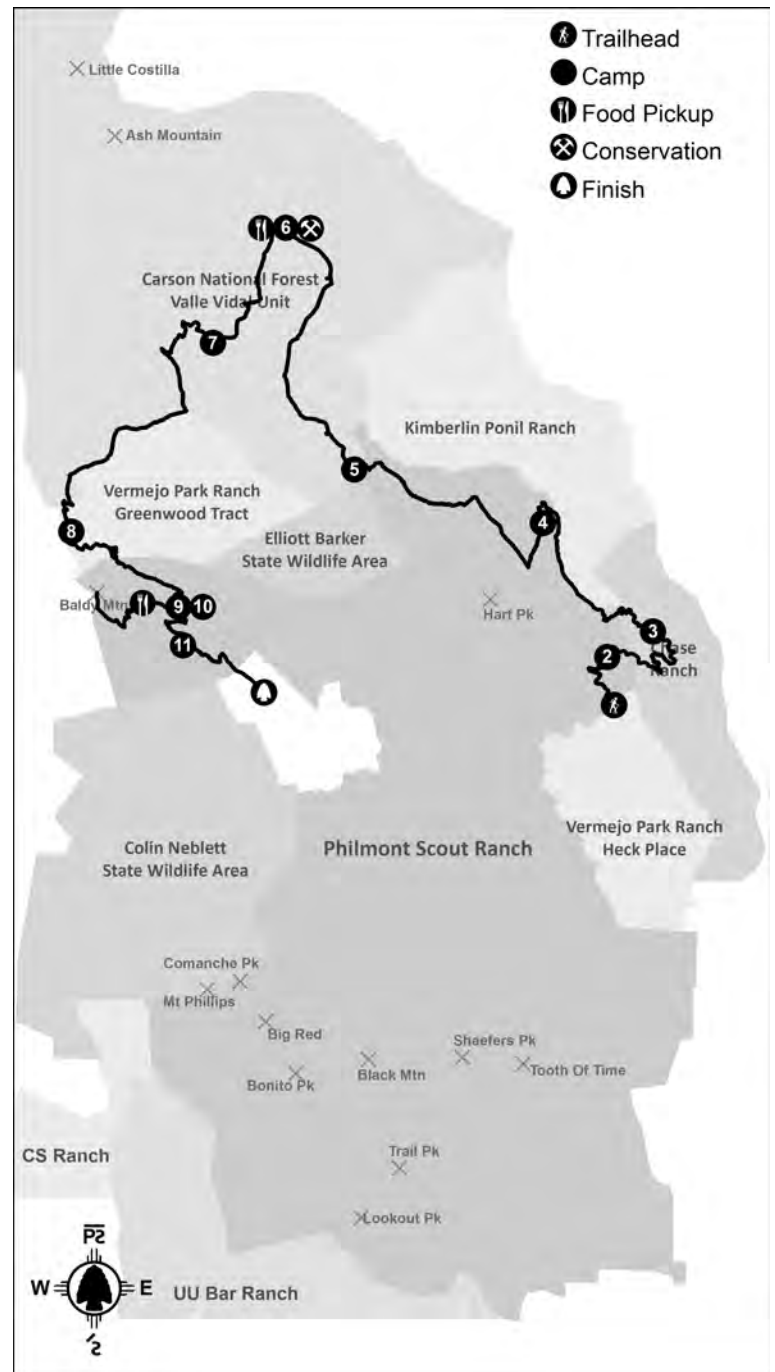 Trailhead
Camp
Food Pickup
Conservation
Finish
Little Costilla
Ash Mountain
6
Carson National Forest
Valle Vidal Unit
7
Kimberlin Ponil Ranch
5
Vermejo Park Ranch
Greenwood Tract
4
8
Elliott Barker
State Wildlife Area
Baldy Mtn
9 10
Hart Pk
3
11
2
Chase
Ranch
Colin Neblett
State Wildlife Area
Philmont Scout Ranch
Vermejo Park Ranch
Heck Place
Comanche Pk
Mt Phillips
Big Red
Shaefers Pk
Bonito Pk
Black Mtn
Tooth Of Time
Trail Pk
CS Ranch
Lookout Pk
W E
UU Bar Ranch